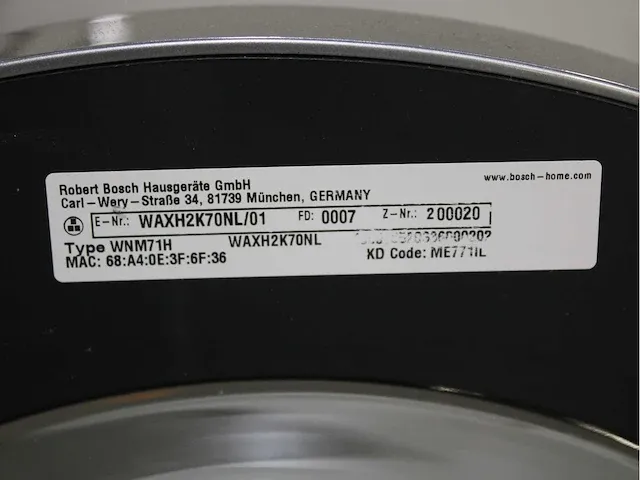 Robert Bosch Hausgeräte GmbH
www.bosch-home.com
Carl-Wery-Straße 34, 81739 München, GERMANY
E-Nr.: WAXH2K70NL/01 FD: 0007 Z-Nr.: 200020
Type WNM71H WAXH2K70NL
MAC: 68:A4:0E:3F:6F:36 KD Code: ME771IL